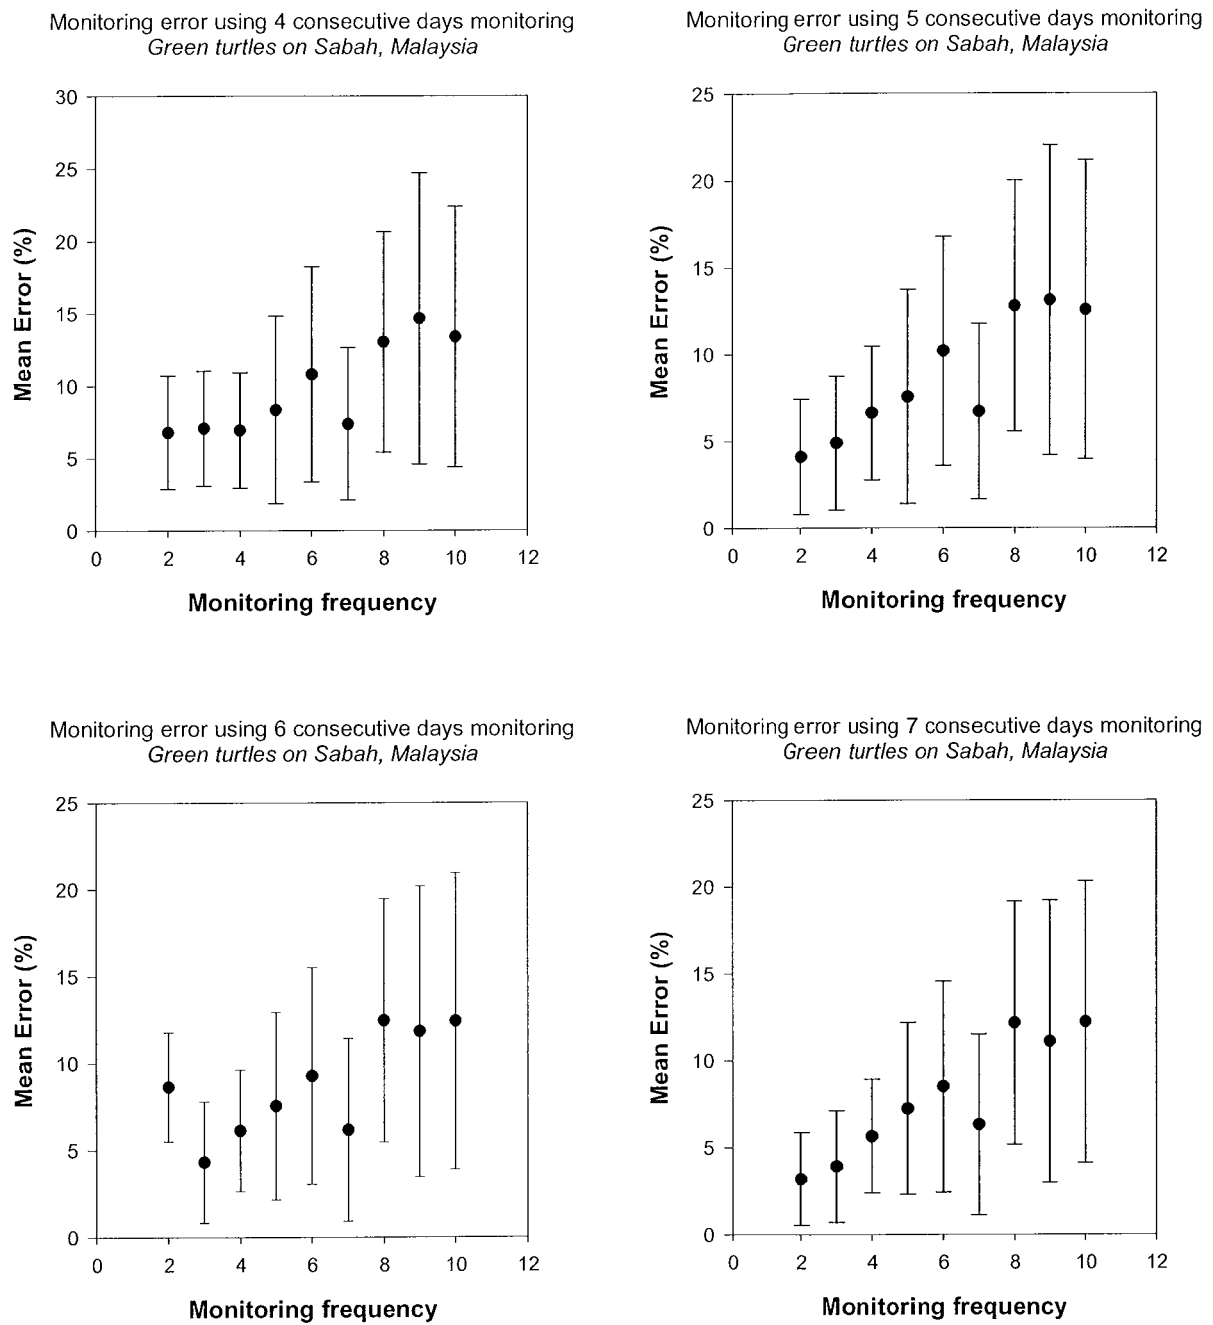 Monitoring error using 4 consecutive days monitoring
Green turtles on Sabah, Malaysia
30
25
20
15
10
5
0
Mean Error (%)
0 2 4 6 8 10 12
Monitoring frequency
Monitoring error using 5 consecutive days monitoring
Green turtles on Sabah, Malaysia
25
20
15
10
5
0
Mean Error (%)
0 2 4 6 8 10 12
Monitoring frequency
Monitoring error using 6 consecutive days monitoring
Green turtles on Sabah, Malaysia
25
20
15
10
5
0
Mean Error (%)
0 2 4 6 8 10 12
Monitoring frequency
Monitoring error using 7 consecutive days monitoring
Green turtles on Sabah, Malaysia
25
20
15
10
5
0
Mean Error (%)
0 2 4 6 8 10 12
Monitoring frequency